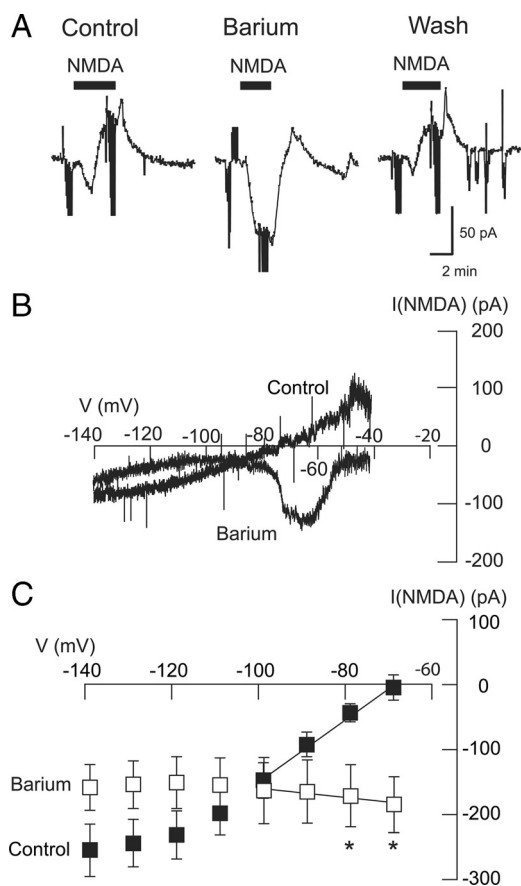 A
Control Barium Wash
NMDA NMDA NMDA
50 pA
2 min
B
I(NMDA) (pA)
200
Control
100
V (mV)
-140 -120 -100 -80 -60 -40 -20
0
Barium
-100
-200
C
I(NMDA) (pA)
100
V (mV)
-140 -120 -100 -80 -60
0
-100
Barium
-200
Control
* *
-300